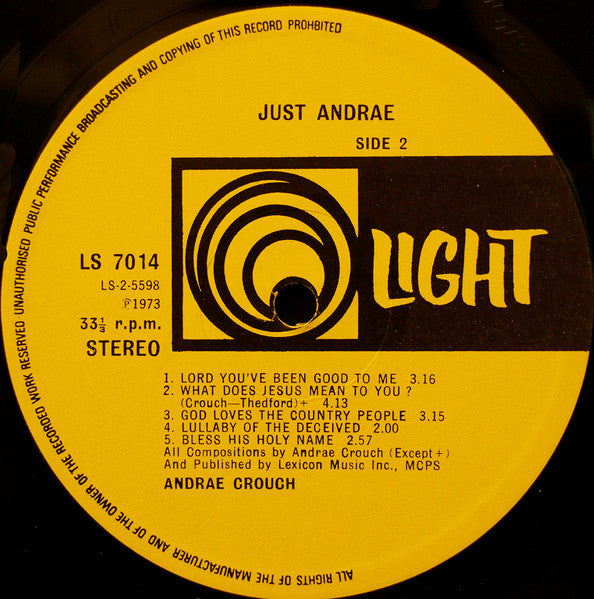 ALL RIGHTS OF THE MANUFACTURER AND OF THE OWNER OF THE RECORDED WORK RESERVED · UNAUTHORISED PUBLIC PERFORMANCE BROADCASTING AND COPYING OF THIS RECORD PROHIBITED
JUST ANDRAE
SIDE 2
LIGHT
LS 7014
LS-2-5598
℗1973
33⅓ r.p.m.
STEREO
1. LORD YOU'VE BEEN GOOD TO ME 3.16
2. WHAT DOES JESUS MEAN TO YOU ?
(Crouch—Thedford)+ 4.13
3. GOD LOVES THE COUNTRY PEOPLE 3.15
4. LULLABY OF THE DECEIVED 2.00
5. BLESS HIS HOLY NAME 2.57
All Compositions by Andrae Crouch (Except+)
And Published by Lexicon Music Inc., MCPS
ANDRAE CROUCH